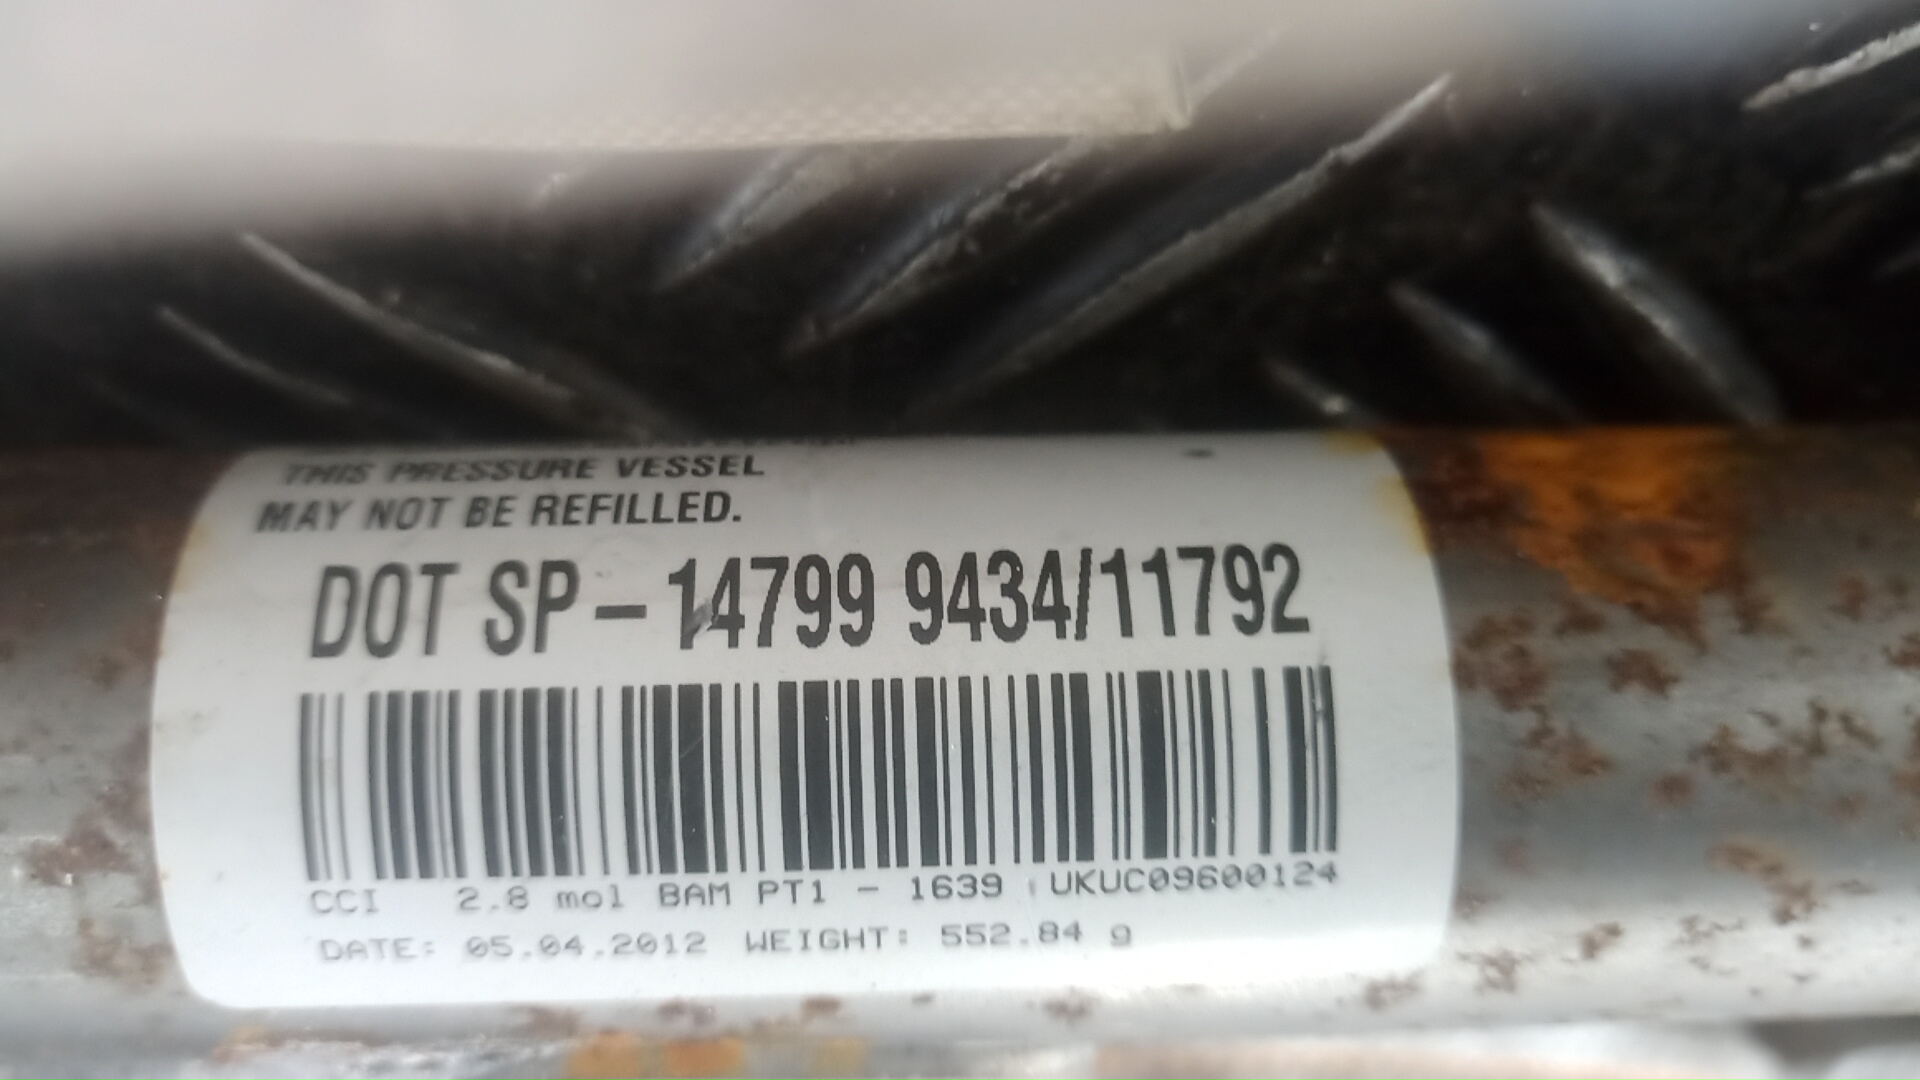 THIS PRESSURE VESSEL
MAY NOT BE REFILLED.
DOT SP-14799 9434/11792
CCI 2.8 mol BAM PT1 - 1639 UKUC09600124
DATE: 05.04.2012 WEIGHT: 552.84 g